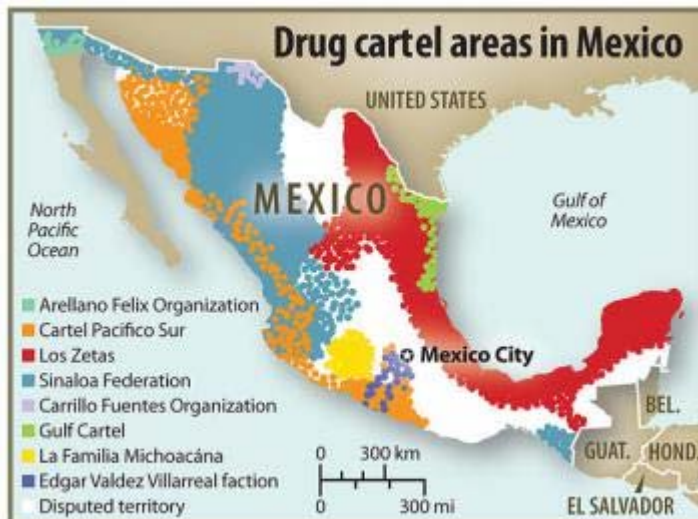 Drug cartel areas in Mexico
UNITED STATES
MEXICO
North
Pacific
Ocean
Gulf of
Mexico
Arellano Felix Organization
Cartel Pacifico Sur
Los Zetas
Sinaloa Federation
Carrillo Fuentes Organization
Gulf Cartel
La Familia Michoacána
Edgar Valdez Villarreal faction
Disputed territory
Mexico City
0 300 km
0 300 mi
BEL.
GUAT.
HOND.
EL SALVADOR